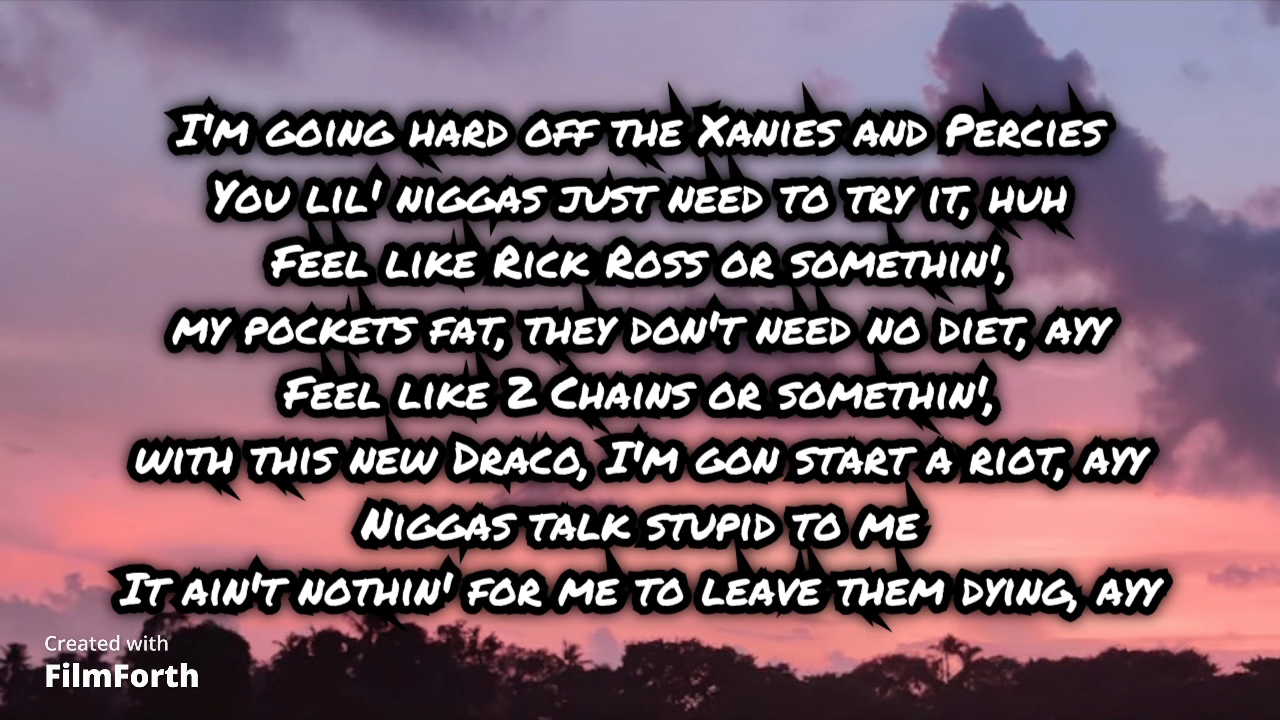 I'm going hard off the Xanies and Percies
You lil' niggas just need to try it, huh
Feel like Rick Ross or somethin',
my pockets fat, they don't need no diet, ayy
Feel like 2 Chains or somethin',
with this new Draco, I'm gon start a riot, ayy
Niggas talk stupid to me
It ain't nothin' for me to leave them dying, ayy
Created with
FilmForth